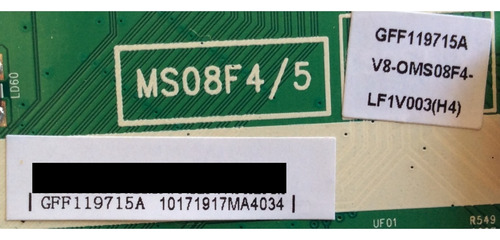 GFF119715A
V8-OMS08F4-
LF1V003(H4)
MS08F4/5
LD60
GFF119715A 10171917MA4034
UF01
R549